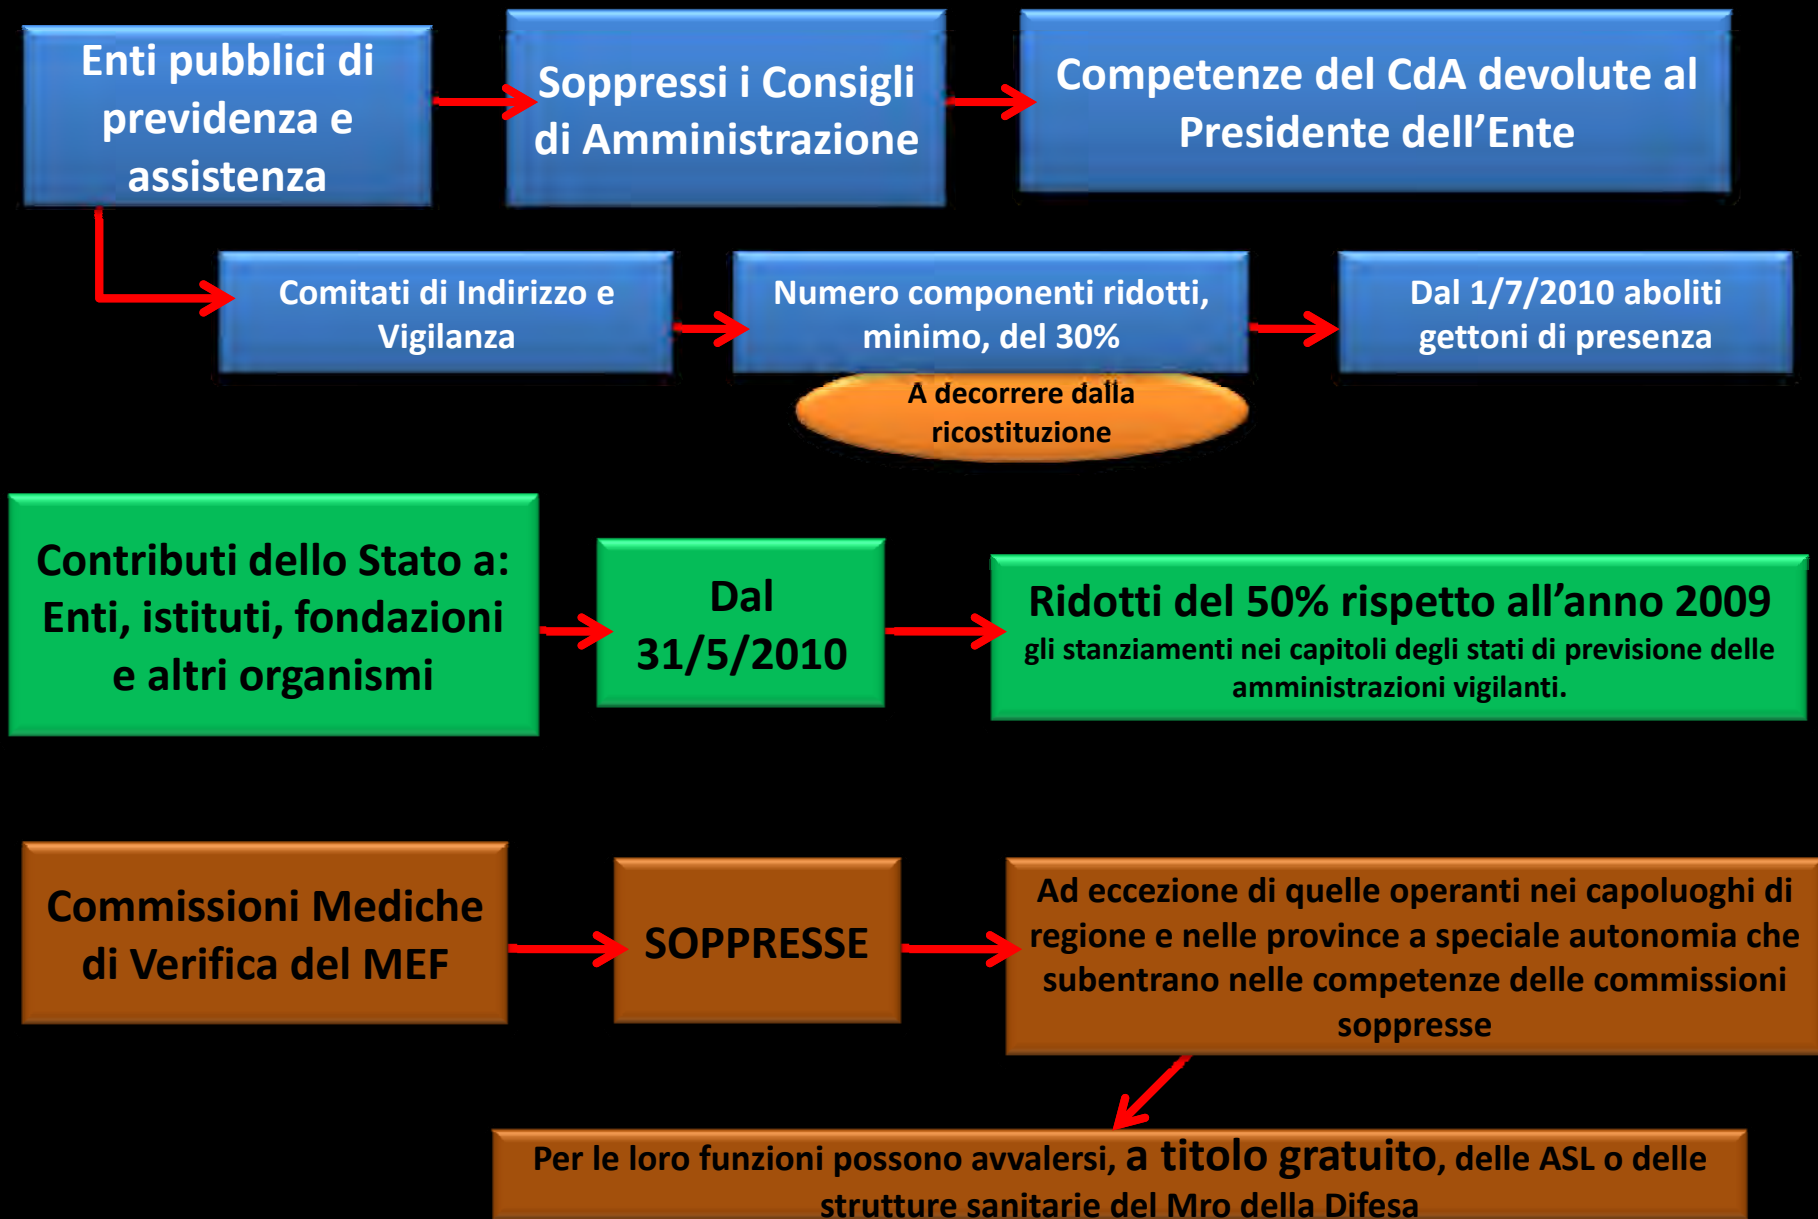 Enti pubblici di
previdenza e
assistenza
Soppressi i Consigli
di Amministrazione
Competenze del CdA devolute al
Presidente dell’Ente
Comitati di Indirizzo e
Vigilanza
Numero componenti ridotti,
minimo, del 30%
A decorrere dalla
ricostituzione
Dal 1/7/2010 aboliti
gettoni di presenza
Contributi dello Stato a:
Enti, istituti, fondazioni
e altri organismi
Dal
31/5/2010
Ridotti del 50% rispetto all’anno 2009
gli stanziamenti nei capitoli degli stati di previsione delle
amministrazioni vigilanti.
Commissioni Mediche
di Verifica del MEF
SOPPRESSE
Ad eccezione di quelle operanti nei capoluoghi di
regione e nelle province a speciale autonomia che
subentrano nelle competenze delle commissioni
soppresse
Per le loro funzioni possono avvalersi, a titolo gratuito, delle ASL o delle
strutture sanitarie del Mro della Difesa